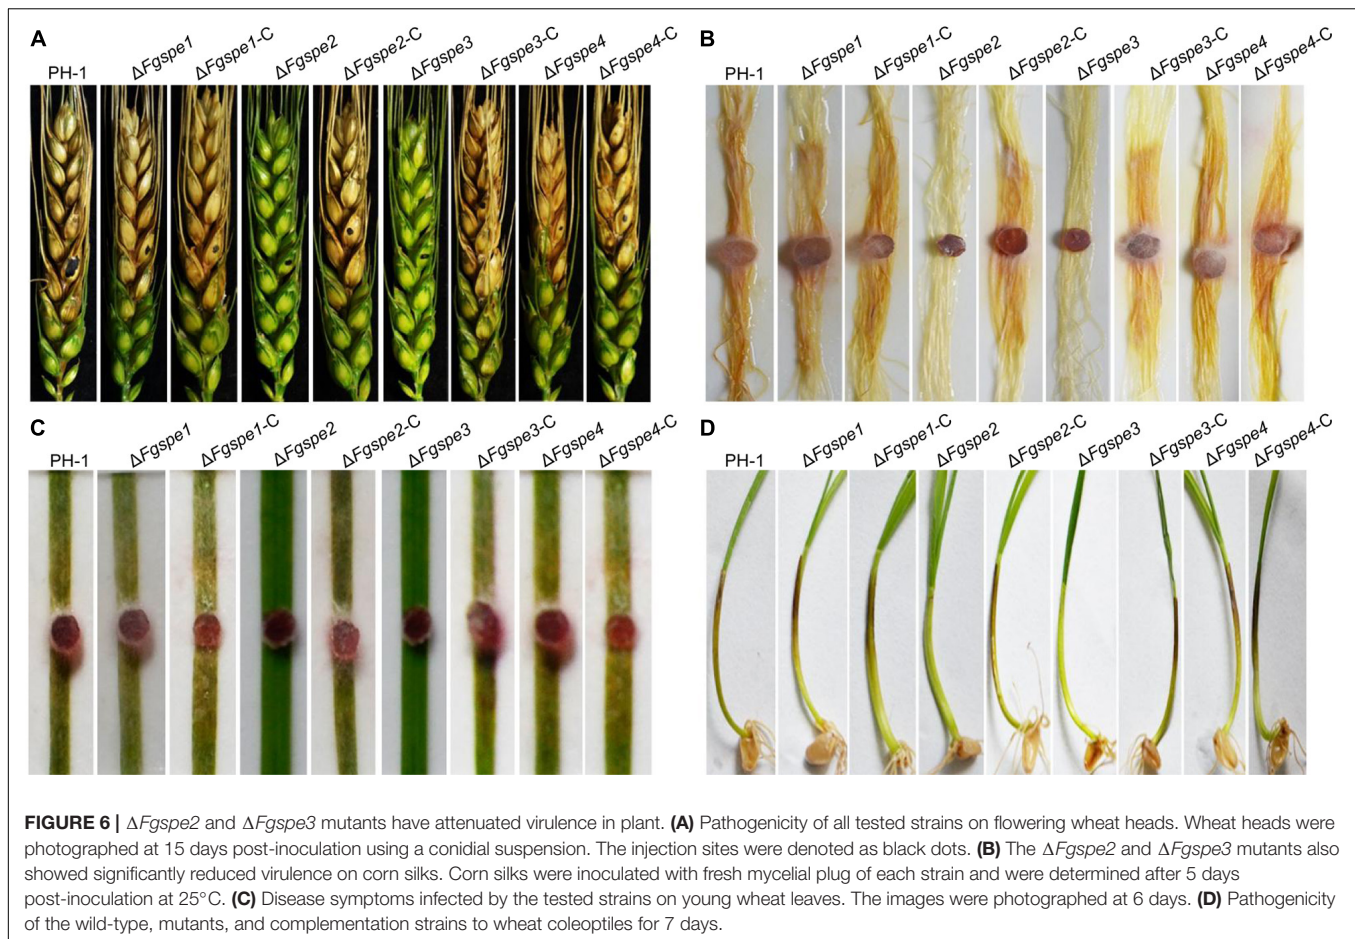 A
PH-1 ΔFgspe1 ΔFgspe1-C ΔFgspe2 ΔFgspe2-C ΔFgspe3 ΔFgspe3-C ΔFgspe4 ΔFgspe4-C
B
PH-1 ΔFgspe1 ΔFgspe1-C ΔFgspe2 ΔFgspe2-C ΔFgspe3 ΔFgspe3-C ΔFgspe4 ΔFgspe4-C
C
PH-1 ΔFgspe1 ΔFgspe1-C ΔFgspe2 ΔFgspe2-C ΔFgspe3 ΔFgspe3-C ΔFgspe4 ΔFgspe4-C
D
PH-1 ΔFgspe1 ΔFgspe1-C ΔFgspe2 ΔFgspe2-C ΔFgspe3 ΔFgspe3-C ΔFgspe4 ΔFgspe4-C
FIGURE 6 | ΔFgspe2 and ΔFgspe3 mutants have attenuated virulence in plant. (A) Pathogenicity of all tested strains on flowering wheat heads. Wheat heads were
photographed at 15 days post-inoculation using a conidial suspension. The injection sites were denoted as black dots. (B) The ΔFgspe2 and ΔFgspe3 mutants also
showed significantly reduced virulence on corn silks. Corn silks were inoculated with fresh mycelial plug of each strain and were determined after 5 days
post-inoculation at 25°C. (C) Disease symptoms infected by the tested strains on young wheat leaves. The images were photographed at 6 days. (D) Pathogenicity
of the wild-type, mutants, and complementation strains to wheat coleoptiles for 7 days.